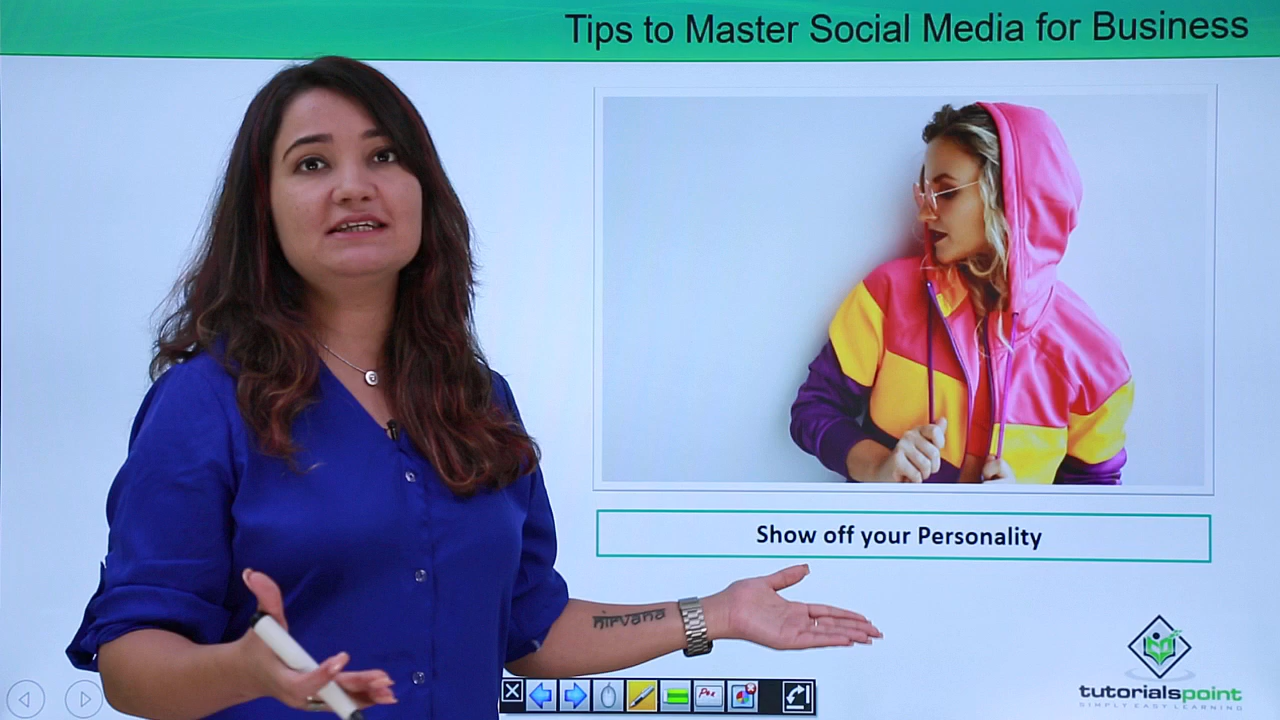 Tips to Master Social Media for Business
Show off your Personality
nirvana
tutorialspoint
SIMPLY EASY LEARNING